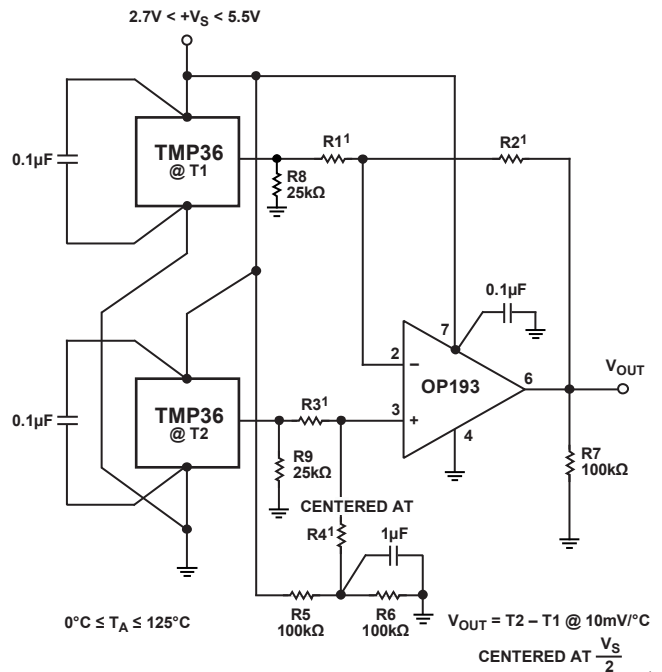 2.7V < +VS < 5.5V
0.1µF
TMP36
@ T1
R1¹
R2¹
R8
25kΩ
0.1µF
7
2
−
OP193
6
VOUT
3
+
4
0.1µF
TMP36
@ T2
R3¹
R9
25kΩ
R7
100kΩ
CENTERED AT
R4¹
1µF
R5
100kΩ
R6
100kΩ
0°C ≤ TA ≤ 125°C
VOUT = T2 – T1 @ 10mV/°C
CENTERED AT VS/2